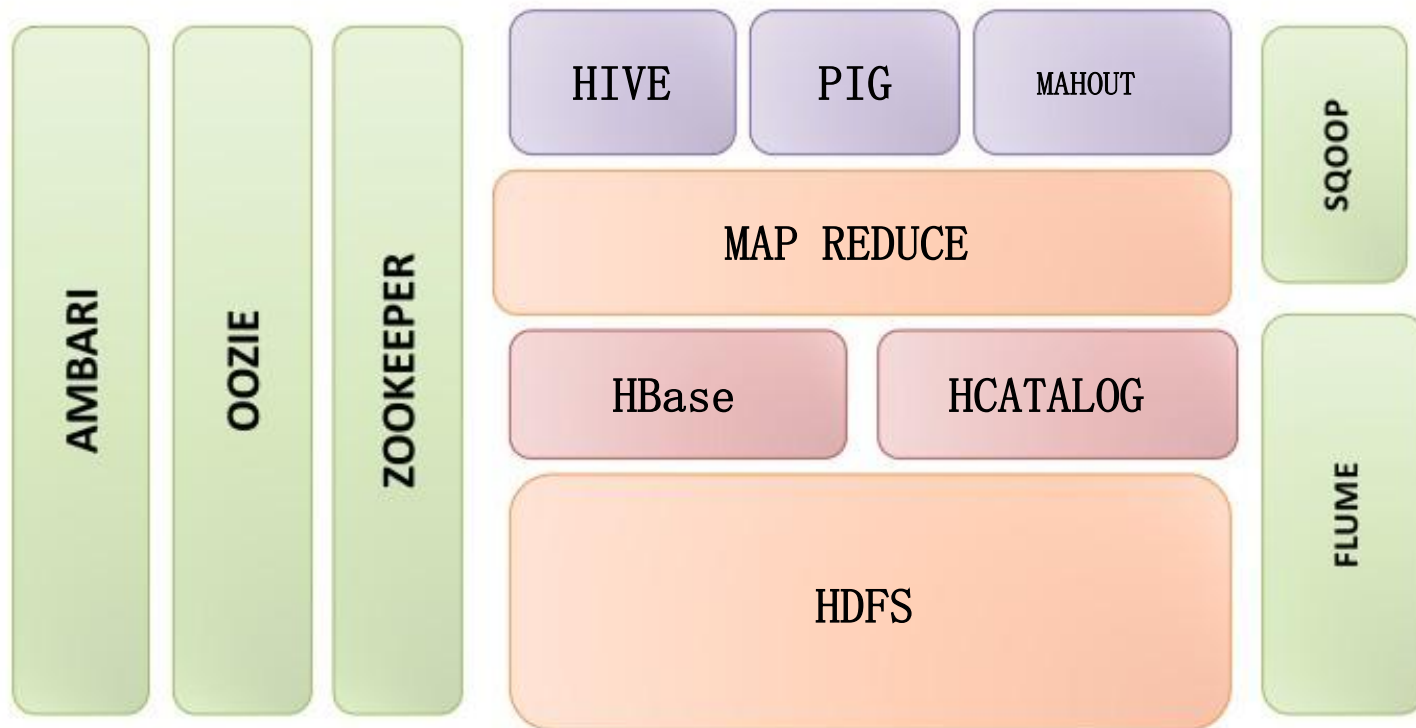 AMBARI
OOZIE
ZOOKEEPER
HIVE
PIG
MAHOUT
MAP REDUCE
HBase
HCATALOG
HDFS
SQOOP
FLUME